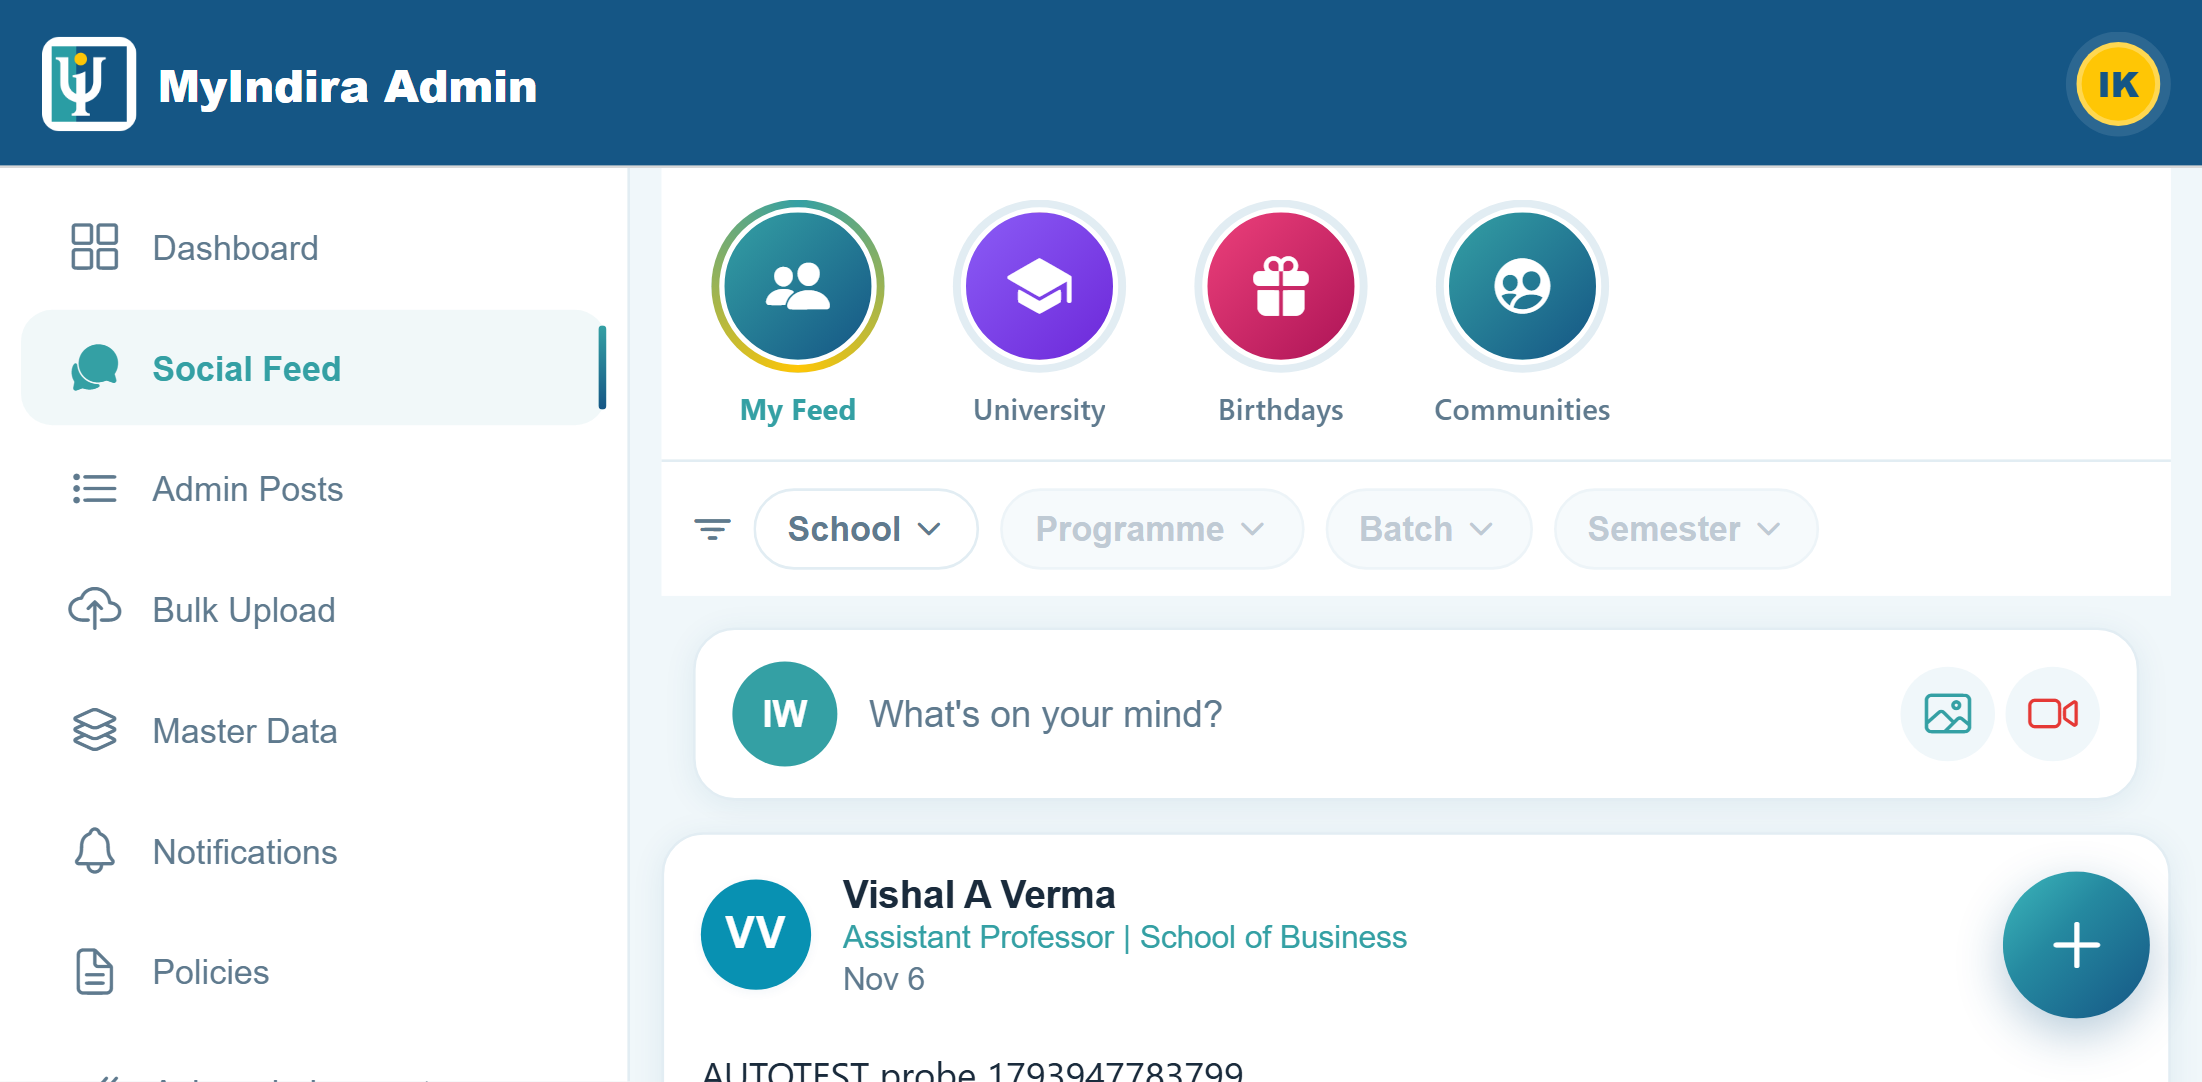 MyIndira Admin
IK
Dashboard
Social Feed
Admin Posts
Bulk Upload
Master Data
Notifications
Policies
My Feed
University
Birthdays
Communities
School
Programme
Batch
Semester
IW
What's on your mind?
VV
Vishal A Verma
Assistant Professor | School of Business
Nov 6
AUTOTEST probe 1793947783799